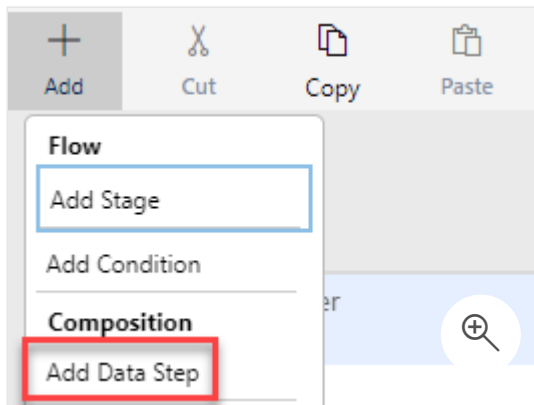 Add Cut Copy Paste
Flow
Add Stage
Add Condition
Composition
Add Data Step